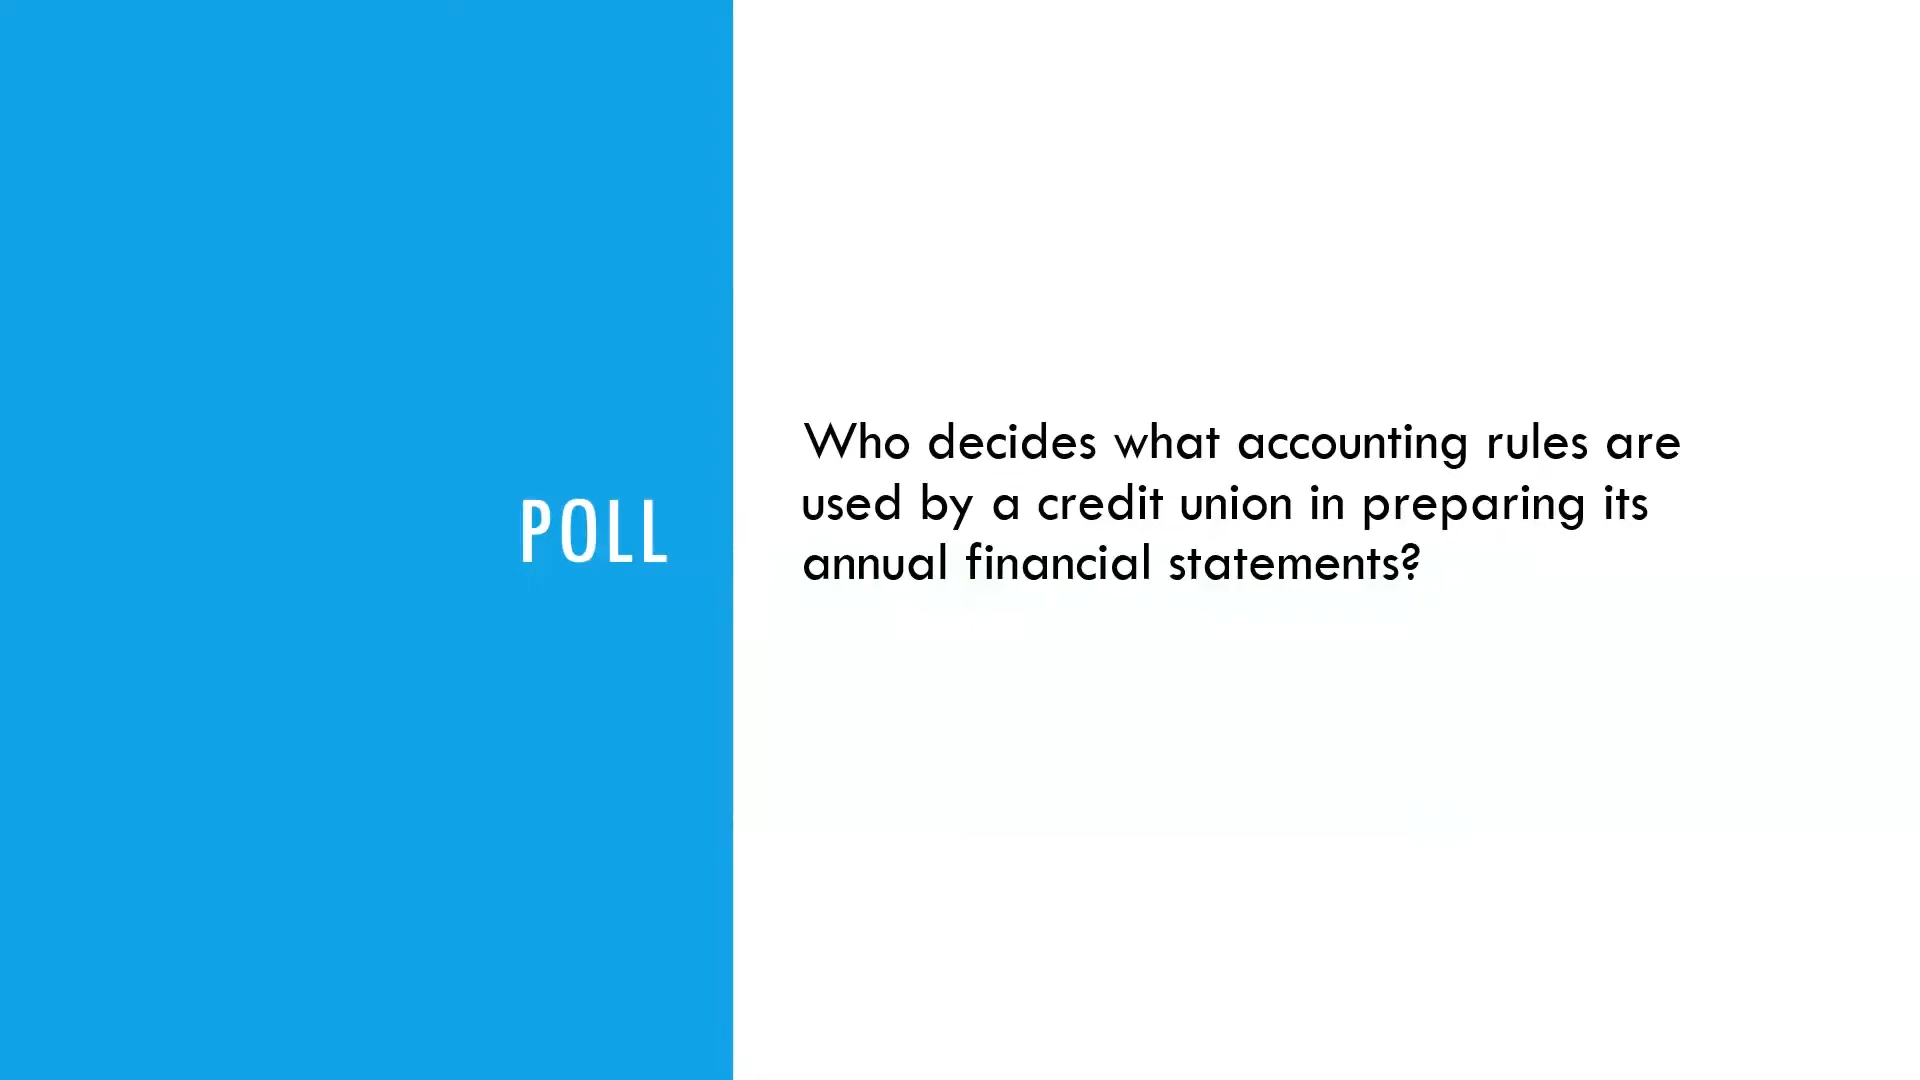 POLL
Who decides what accounting rules are
used by a credit union in preparing its
annual financial statements?